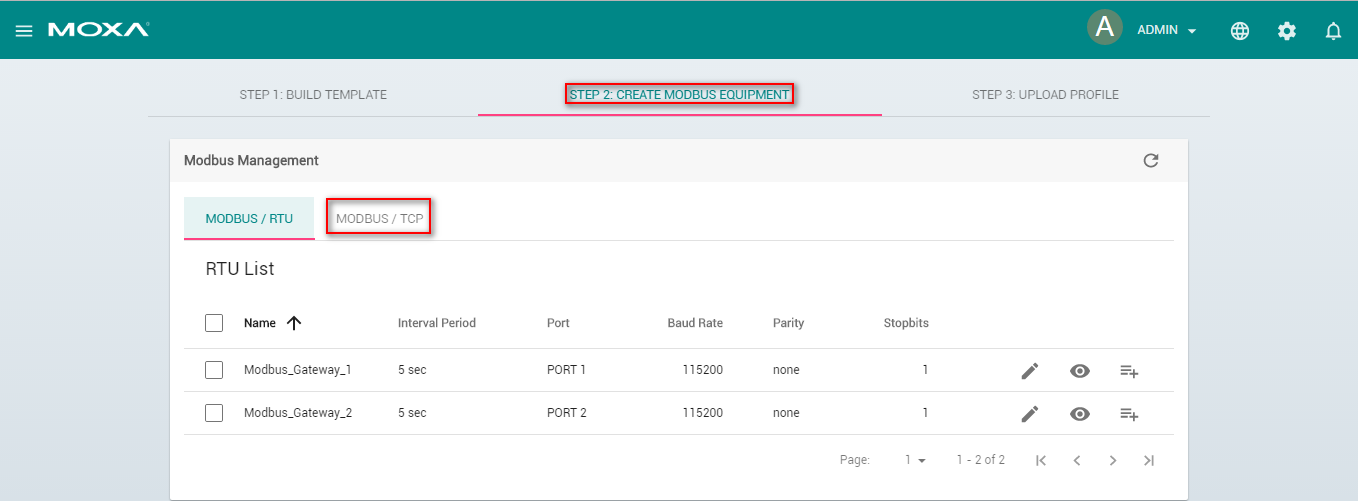 MOXA® A ADMIN
STEP 1: BUILD TEMPLATE STEP 2: CREATE MODBUS EQUIPMENT STEP 3: UPLOAD PROFILE
Modbus Management
MODBUS / RTU MODBUS / TCP
RTU List
Name Interval Period Port Baud Rate Parity Stopbits
Modbus_Gateway_1 5 sec PORT 1 115200 none 1
Modbus_Gateway_2 5 sec PORT 2 115200 none 1
Page: 1 1 - 2 of 2